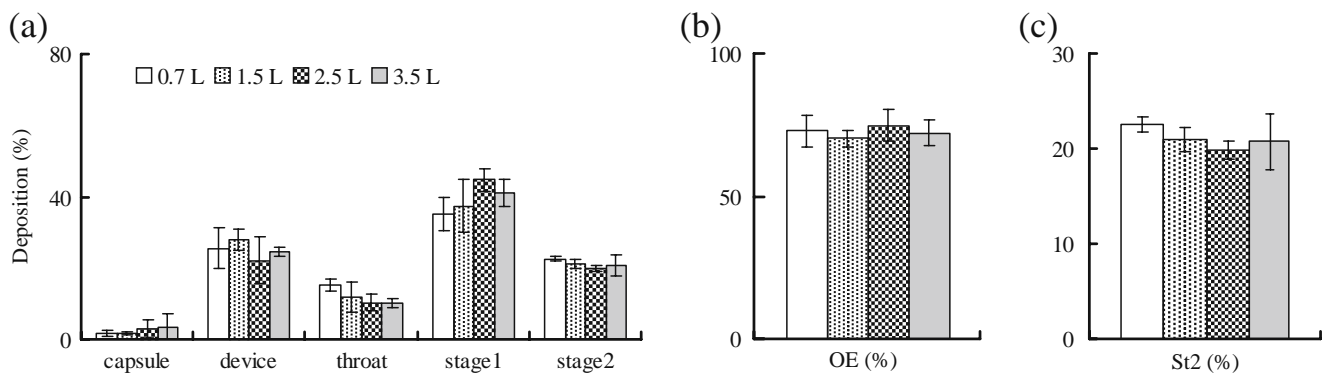 (a)
(b)
(c)
80
40
0
Deposition (%)
0.7 L 1.5 L 2.5 L 3.5 L
capsule device throat stage1 stage2
100
50
0
OE (%)
30
20
10
0
St2 (%)